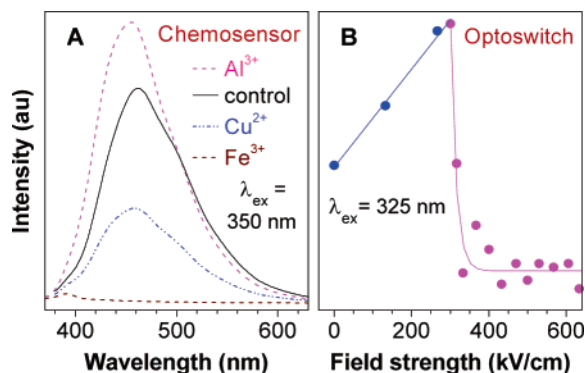 A Chemosensor
Al³⁺
control
Cu²⁺
Fe³⁺
λex =
350 nm
Intensity (au)
400 500 600
Wavelength (nm)
B Optoswitch
λex = 325 nm
0 200 400 600
Field strength (kV/cm)